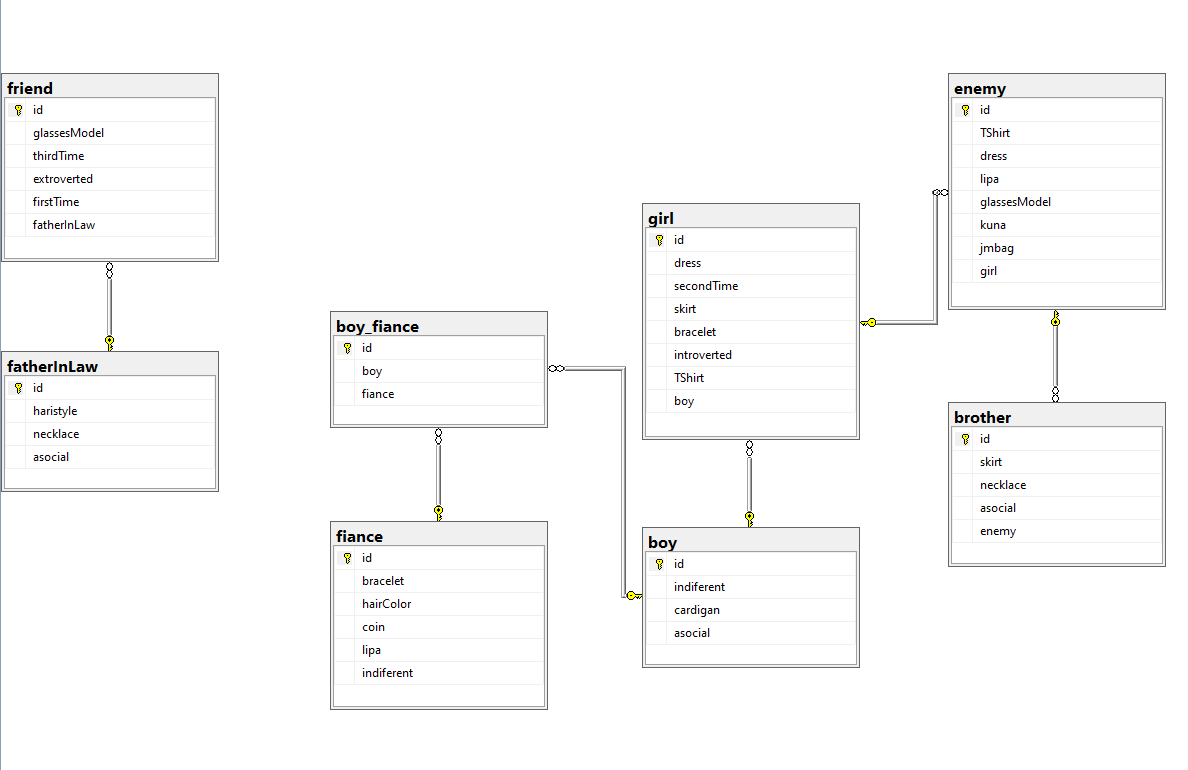 friend
id
glassesModel
thirdTime
extroverted
firstTime
fatherInLaw
fatherInLaw
id
haristyle
necklace
asocial
boy_fiance
id
boy
fiance
fiance
id
bracelet
hairColor
coin
lipa
indiferent
girl
id
dress
secondTime
skirt
bracelet
introverted
TShirt
boy
boy
id
indiferent
cardigan
asocial
enemy
id
TShirt
dress
lipa
glassesModel
kuna
jmbag
girl
brother
id
skirt
necklace
asocial
enemy